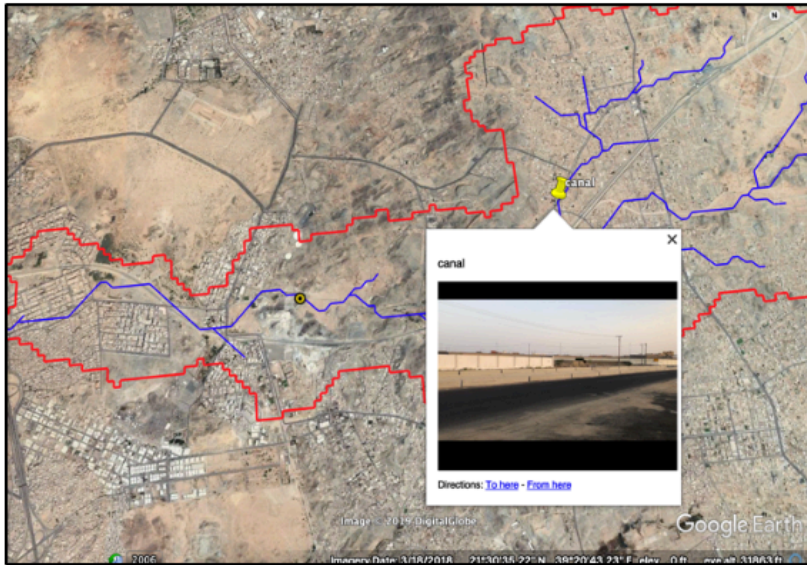 N
canal
×
canal
Directions: To here - From here
Image © 2019 DigitalGlobe
Google Earth
2006
Imagery Date: 3/18/2018 21°30'35.22" N 39°20'43.23" E elev 0 ft eye alt 31863 ft